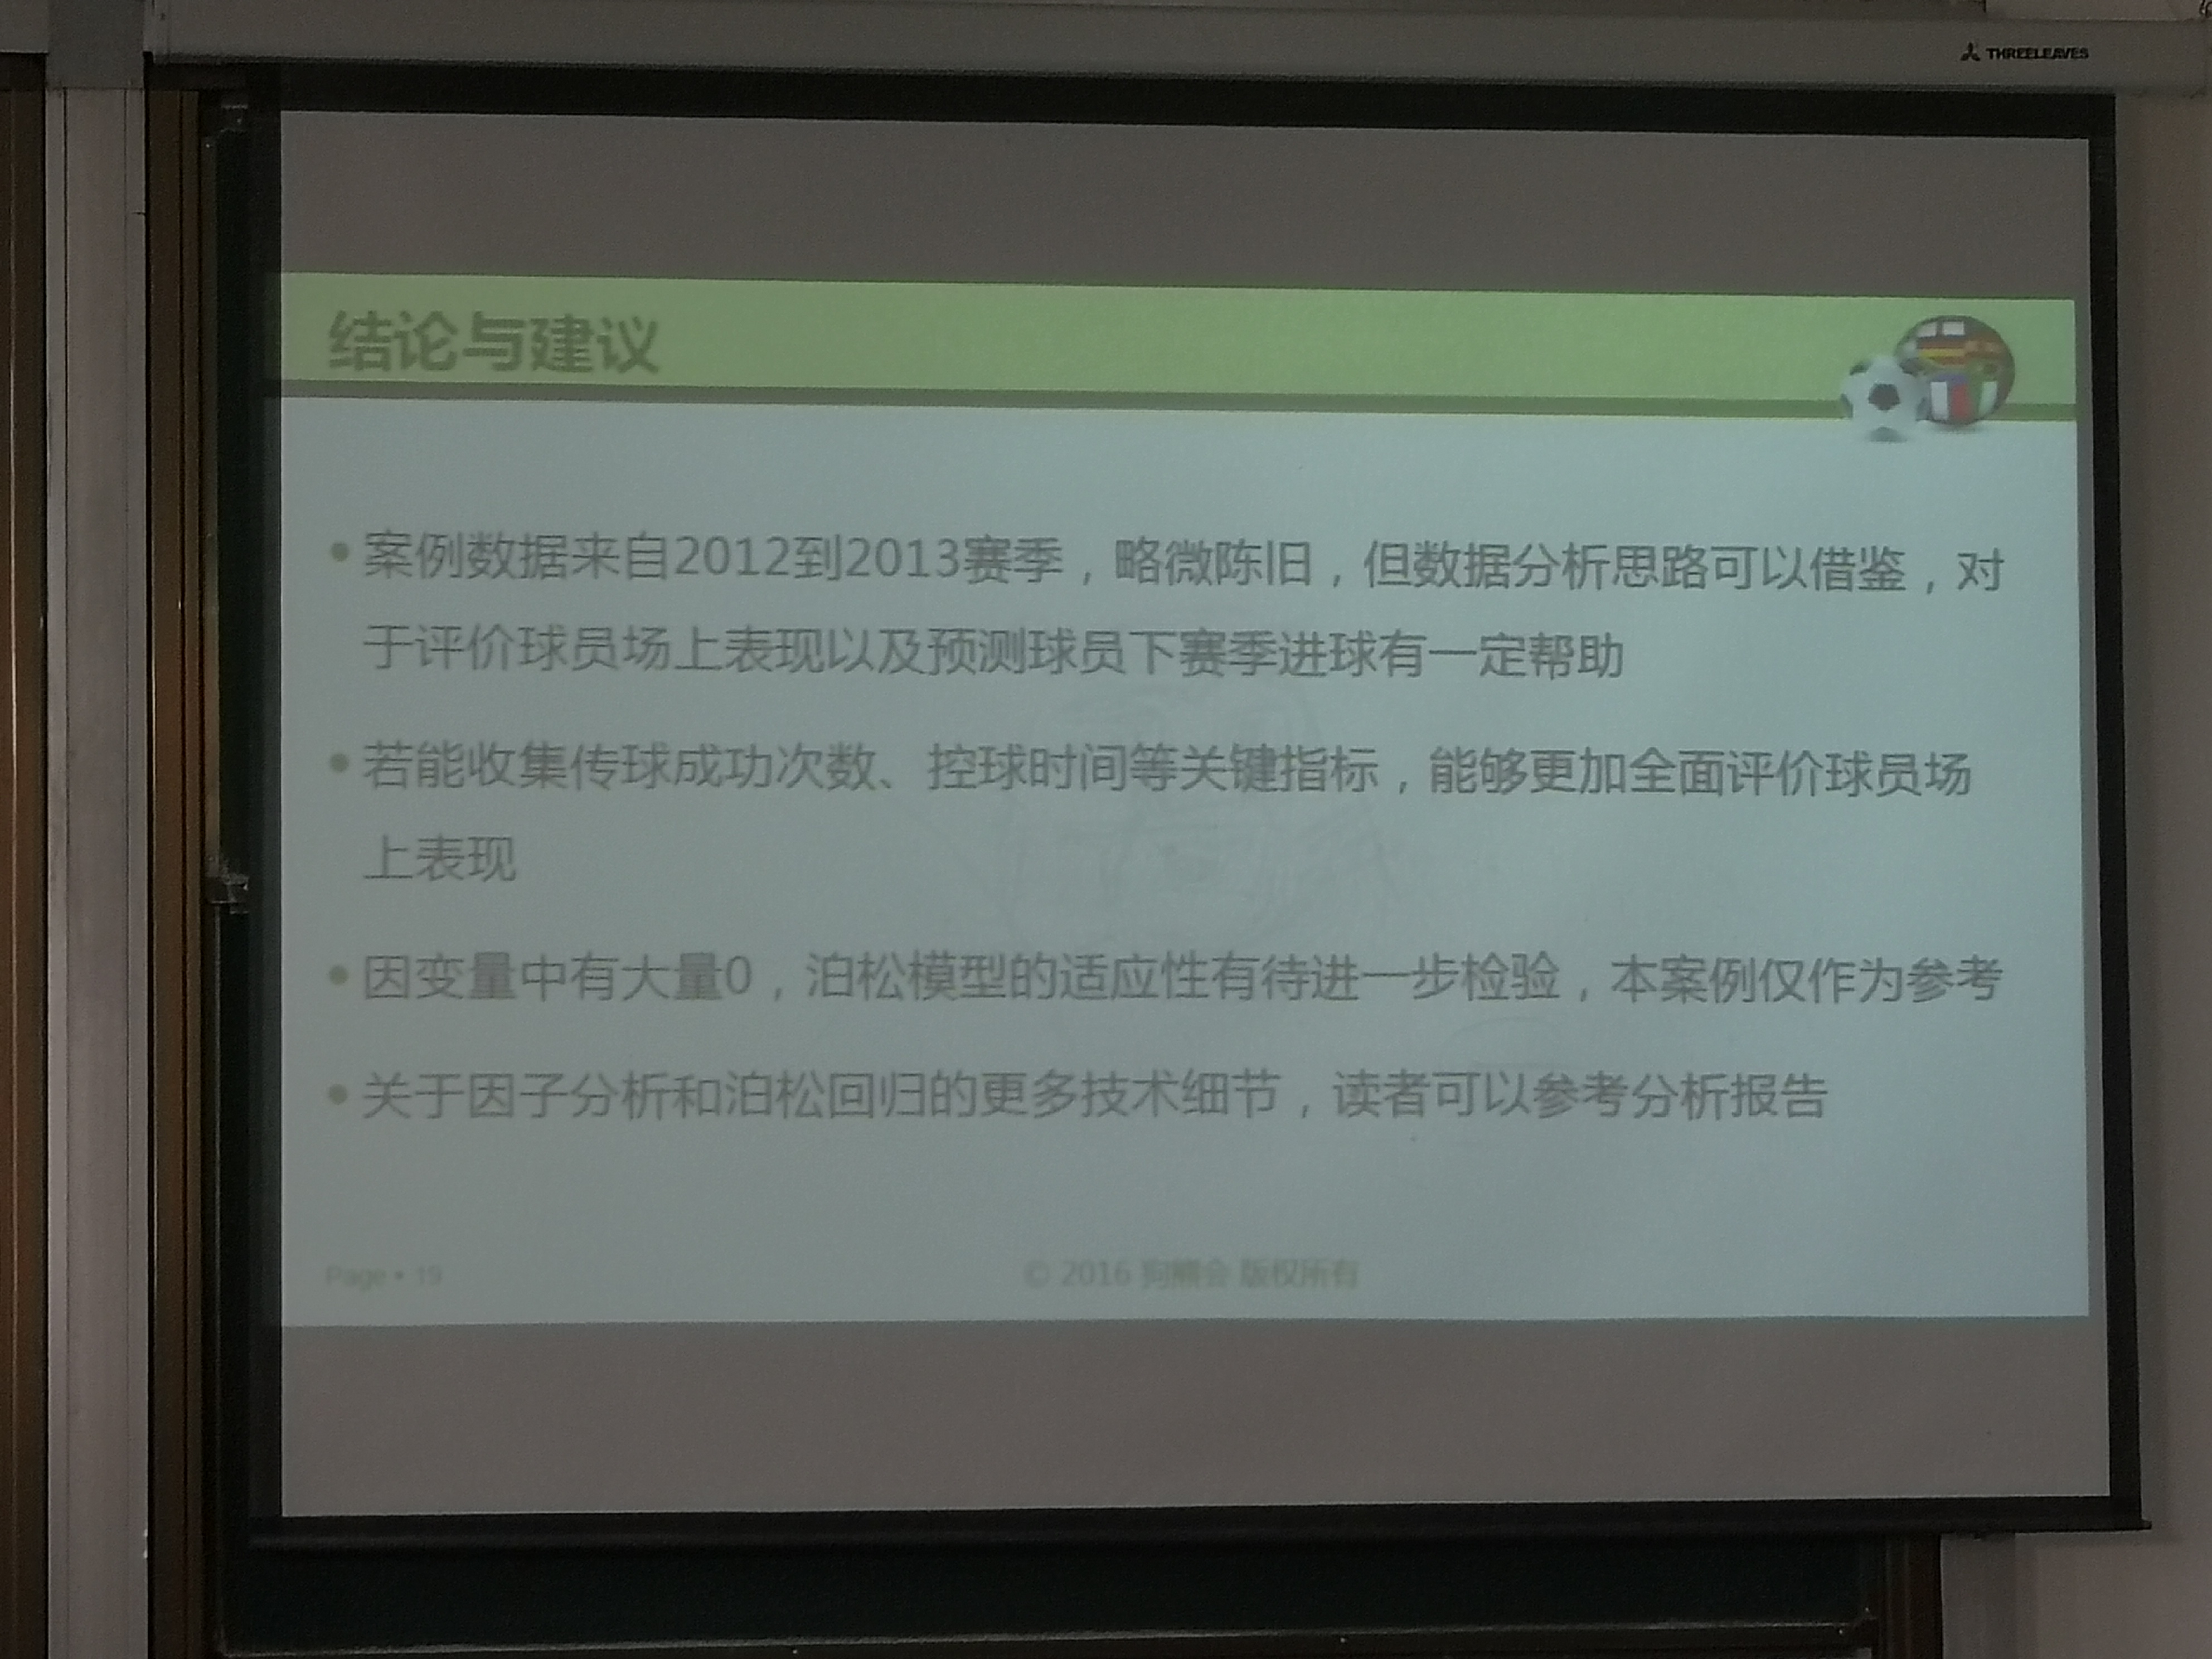 THREELEAVES
结论与建议
• 案例数据来自2012到2013赛季，略微陈旧，但数据分析思路可以借鉴，对
于评价球员场上表现以及预测球员下赛季进球有一定帮助
• 若能收集传球成功次数、控球时间等关键指标，能够更加全面评价球员场
上表现
• 因变量中有大量0，泊松模型的适应性有待进一步检验，本案例仅作为参考
• 关于因子分析和泊松回归的更多技术细节，读者可以参考分析报告
Page • 19
© 2016 狗熊会 版权所有